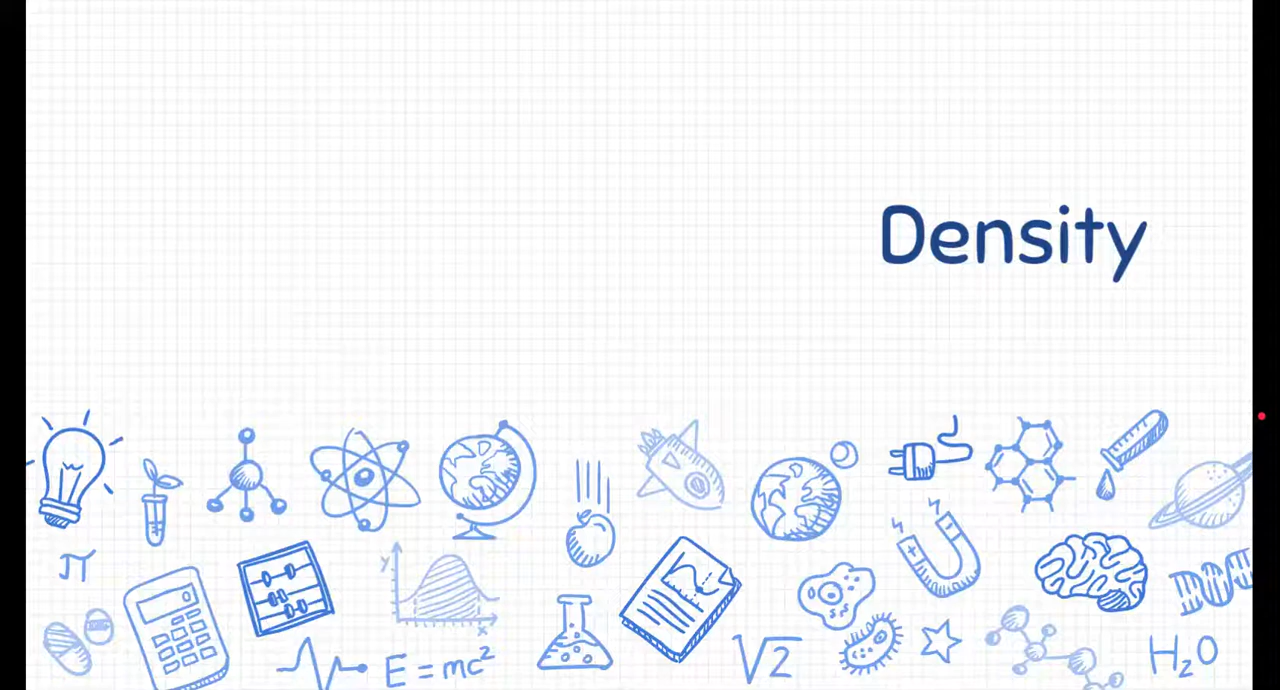 Density
π
y
x
E = mc²
√2
H₂O